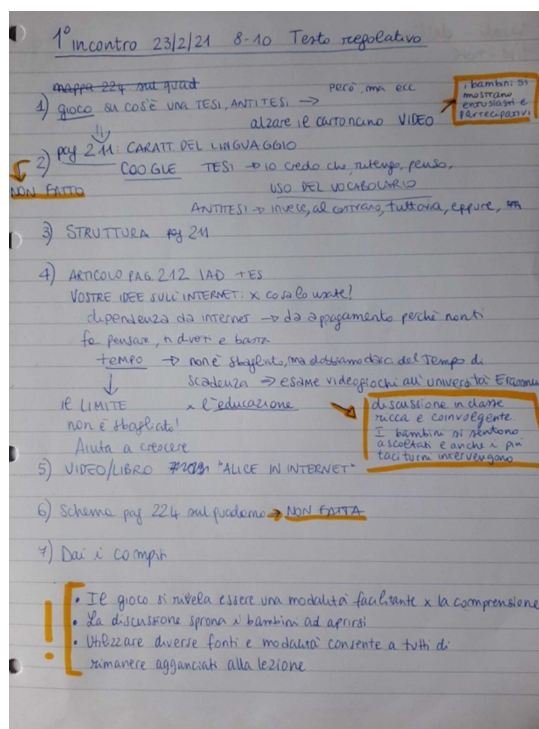 1° incontro 23/2/21 8-10 Testo regolativo
mappa 224 sul quad
1) gioco su cos'è UNA TESI, ANTITESI → però, ma ecc
alzare il cartoncino VIDEO
i bambini si
mostrano
entusiasti e
partecipativi
2) pag 211: CARATT DEL LINGUAGGIO
NON FATTO
GOOGLE TESI → io credo che, ritengo, penso,
USO DEL VOCABOLARIO
ANTITESI → invece, al contrario, tuttavia, eppure,
3) STRUTTURA pag 211
4) ARTICOLO PAG. 212 IAD + ES
VOSTRE IDEE SULL'INTERNET: x cosa lo usate?
dipendenza da internet → dà appagamento perché non ti
fa pensare, ti diverti e basta
TEMPO → non è sbagliato, ma dobbiamo darci del Tempo di
scadenza → esame videogiochi all'università Erasmus
IL LIMITE x l'educazione
non è sbagliato!
Aiuta a crescere
discussione in classe
ricca e coinvolgente
I bambini si sentono
ascoltati e anche i più
taciturni intervengono
5) VIDEO/LIBRO "ALICE IN INTERNET"
6) Schema pag 224 sul quaderno → NON FATTA
7) Dai i compiti
! • Il gioco si rivela essere una modalità facilitante x la comprensione
• La discussione sprona i bambini ad aprirsi
• Utilizzare diverse fonti e modalità consente a tutti di
rimanere agganciati alla lezione